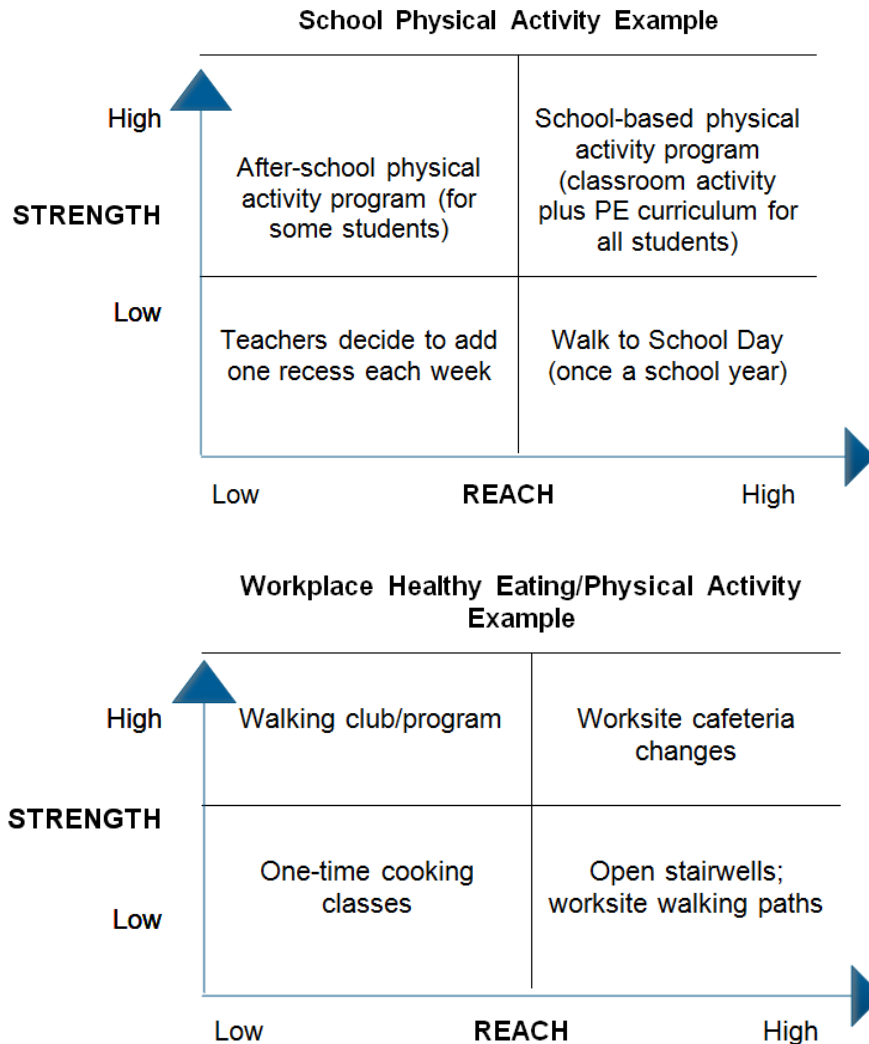 School Physical Activity Example
High
After-school physical
activity program (for
some students)
School-based physical
activity program
(classroom activity
plus PE curriculum for
all students)
STRENGTH
Low
Teachers decide to add
one recess each week
Walk to School Day
(once a school year)
Low
REACH
High
Workplace Healthy Eating/Physical Activity
Example
High
Walking club/program
Worksite cafeteria
changes
STRENGTH
Low
One-time cooking
classes
Open stairwells;
worksite walking paths
Low
REACH
High